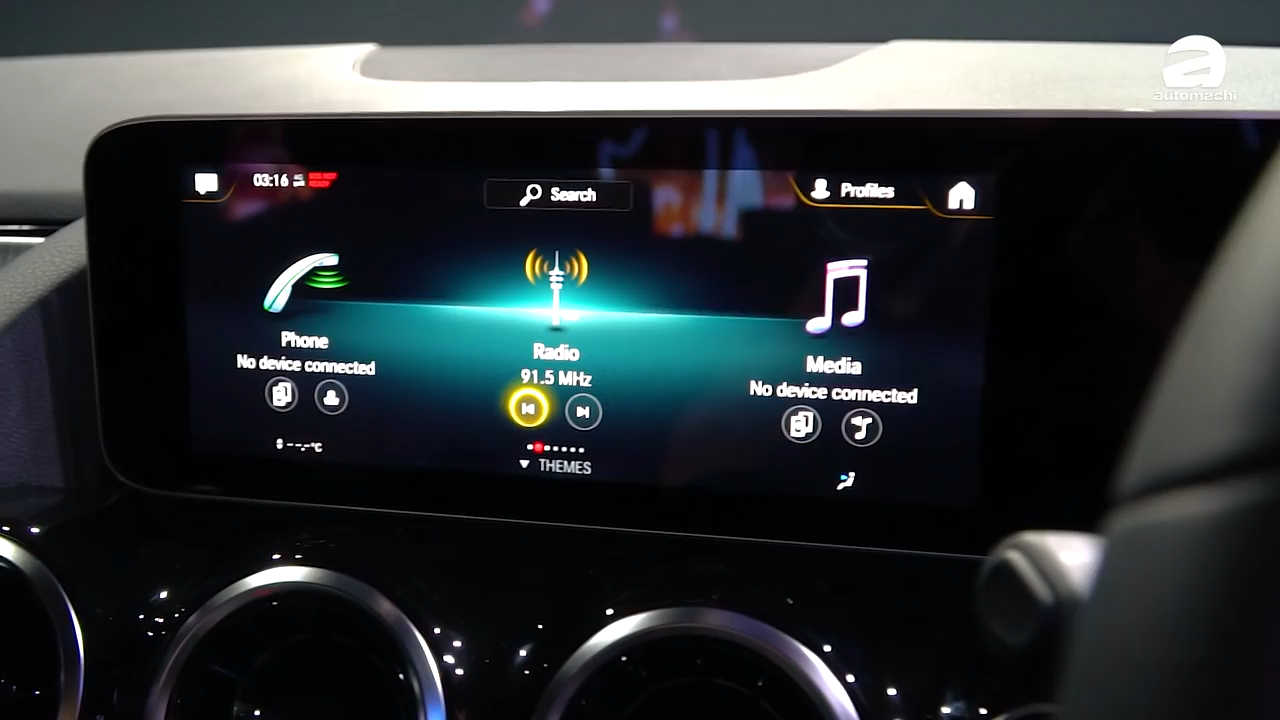 automachi
03:16
Search
Profiles
Phone
No device connected
Radio
91.5 MHz
Media
No device connected
--.-°C
THEMES